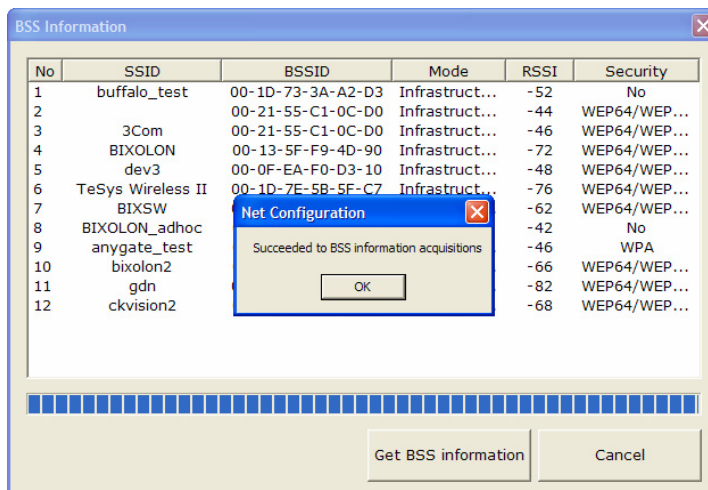 BSS Information
No SSID BSSID Mode RSSI Security
1 buffalo_test 00-1D-73-3A-A2-D3 Infrastruct... -52 No
2 00-21-55-C1-0C-D0 Infrastruct... -44 WEP64/WEP...
3 3Com 00-21-55-C1-0C-D0 Infrastruct... -46 WEP64/WEP...
4 BIXOLON 00-13-5F-F9-4D-90 Infrastruct... -72 WEP64/WEP...
5 dev3 00-0F-EA-F0-D3-10 Infrastruct... -48 WEP64/WEP...
6 TeSys Wireless II 00-1D-7E-5B-5F-C7 Infrastruct... -76 WEP64/WEP...
7 BIXSW -62 WEP64/WEP...
8 BIXOLON_adhoc -42 No
9 anygate_test -46 WPA
10 bixolon2 -66 WEP64/WEP...
11 gdn -82 WEP64/WEP...
12 ckvision2 -68 WEP64/WEP...
Net Configuration
Succeeded to BSS information acquisitions
OK
Get BSS information Cancel